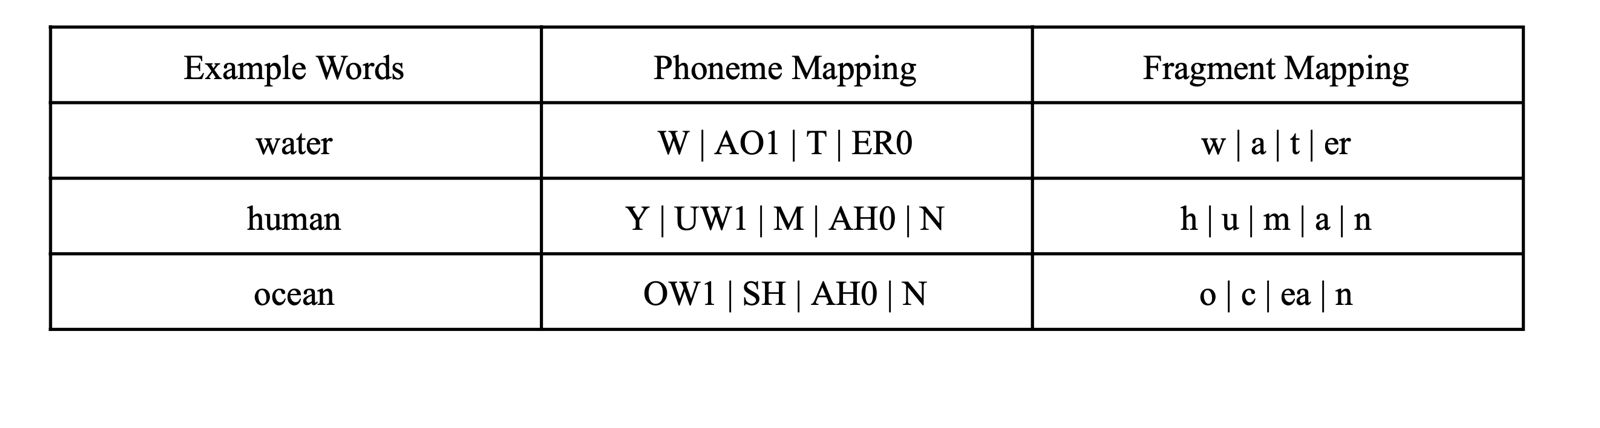 Example Words | Phoneme Mapping | Fragment Mapping
water | W | AO1 | T | ER0 | w | a | t | er
human | Y | UW1 | M | AH0 | N | h | u | m | a | n
ocean | OW1 | SH | AH0 | N | o | c | ea | n